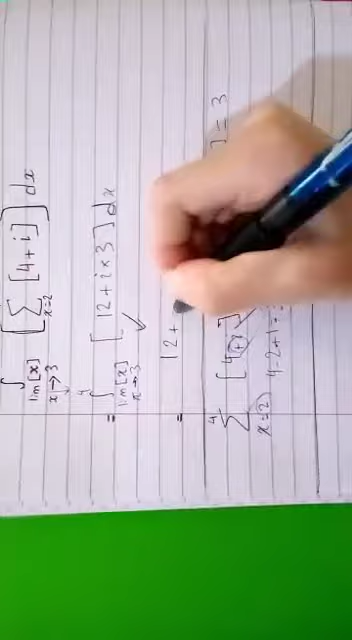 ∫ lim[x] x→3 ( ∑ x=2 [4+i] ) dx
= ∫ 4 lim[x] x→3 [ 12+i×3 ] dx
= 12+
4 ∑ x=2 [4+i] = 3
4-2+1=